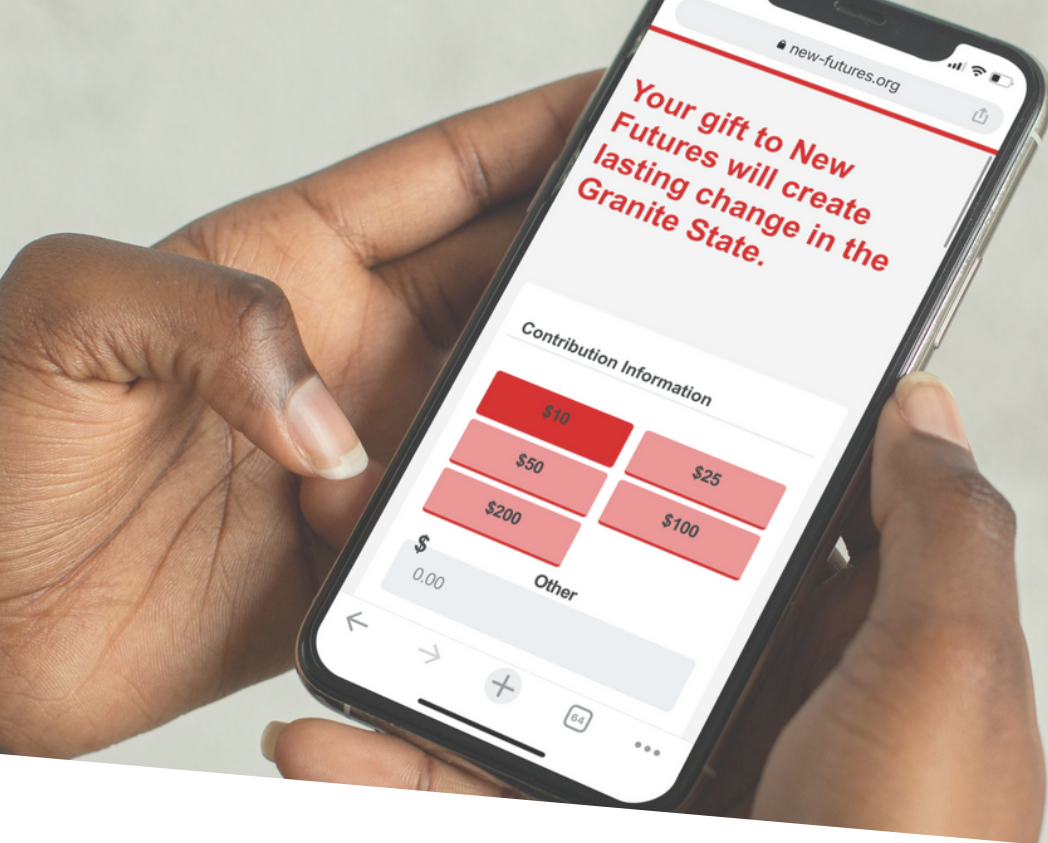 new-futures.org
Your gift to New
Futures will create
lasting change in the
Granite State.
Contribution Information
$10
$25
$50
$100
$200
$
Other
0.00
64